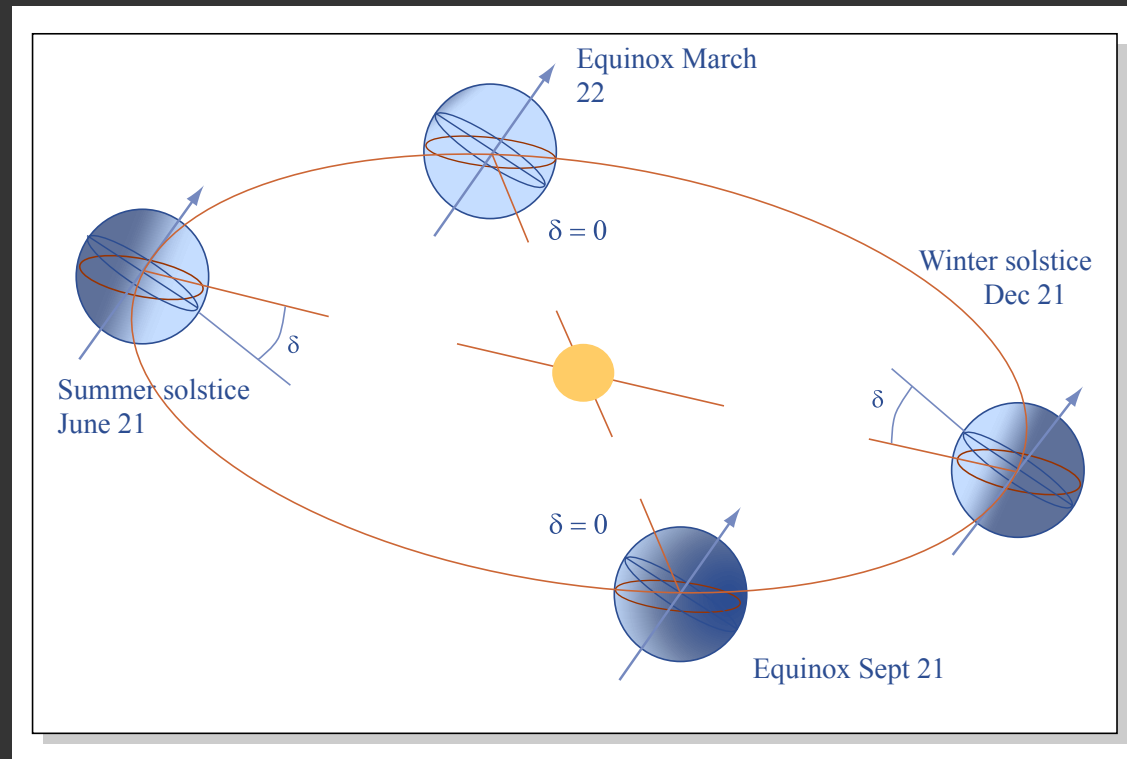 Equinox March
22
δ = 0
Winter solstice
Dec 21
δ
Summer solstice
June 21
δ
δ = 0
Equinox Sept 21